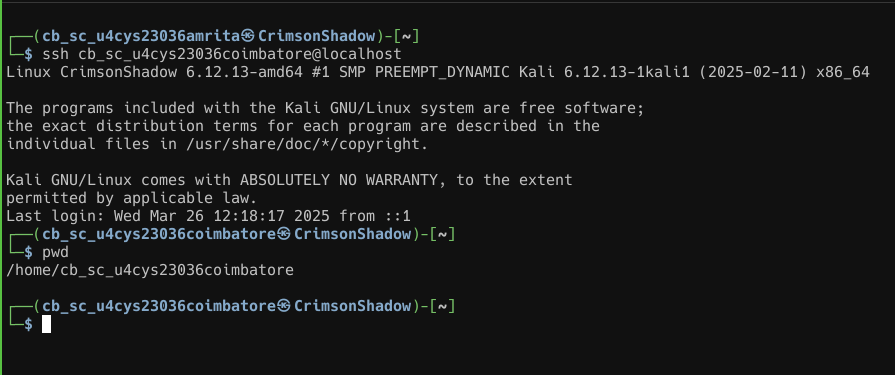 ┌──(cb_sc_u4cys23036amrita㉿CrimsonShadow)-[~]
└─$ ssh cb_sc_u4cys23036coimbatore@localhost
Linux CrimsonShadow 6.12.13-amd64 #1 SMP PREEMPT_DYNAMIC Kali 6.12.13-1kali1 (2025-02-11) x86_64
The programs included with the Kali GNU/Linux system are free software;
the exact distribution terms for each program are described in the
individual files in /usr/share/doc/*/copyright.
Kali GNU/Linux comes with ABSOLUTELY NO WARRANTY, to the extent
permitted by applicable law.
Last login: Wed Mar 26 12:18:17 2025 from ::1
┌──(cb_sc_u4cys23036coimbatore㉿CrimsonShadow)-[~]
└─$ pwd
/home/cb_sc_u4cys23036coimbatore
┌──(cb_sc_u4cys23036coimbatore㉿CrimsonShadow)-[~]
└─$